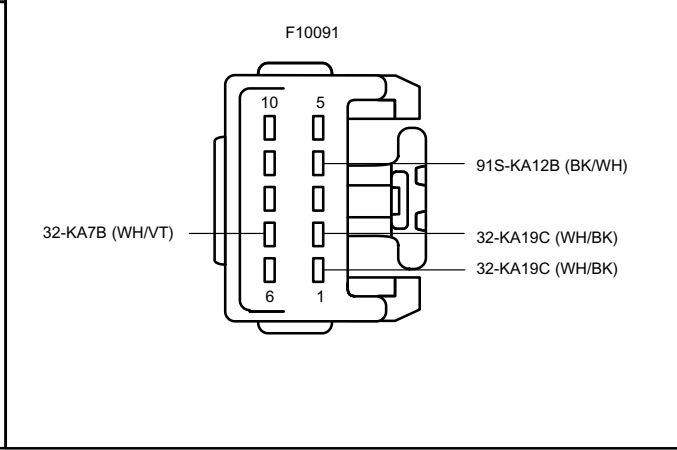 F10091
10 5
91S-KA12B (BK/WH)
32-KA7B (WH/VT)
32-KA19C (WH/BK)
32-KA19C (WH/BK)
6 1